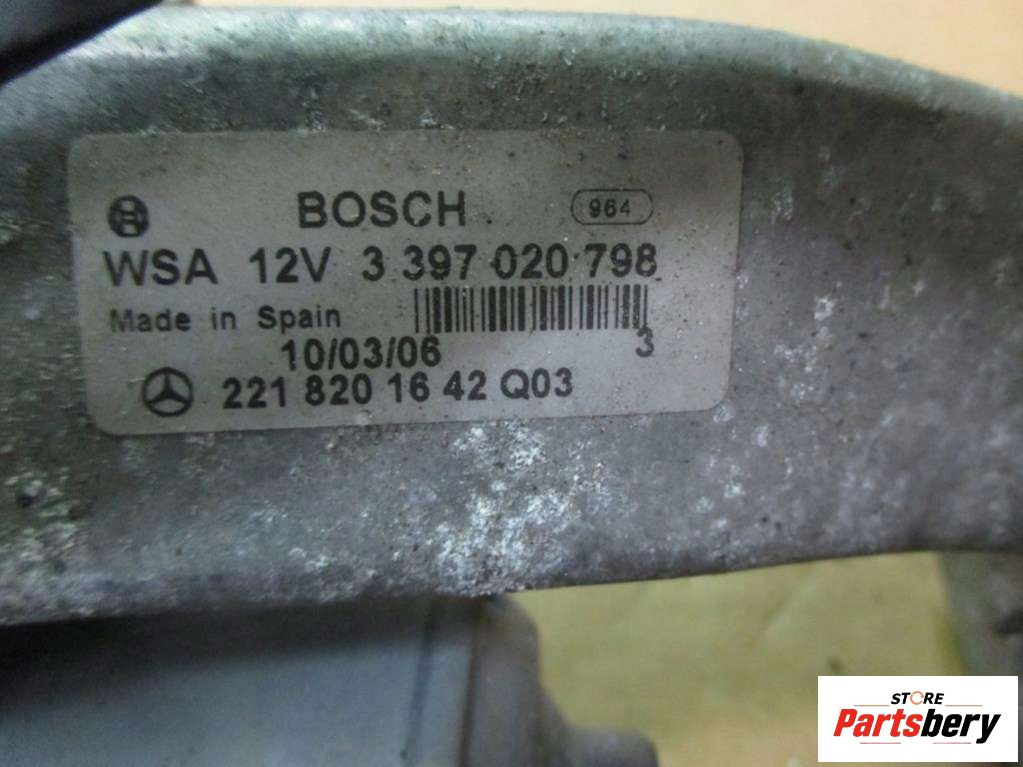 BOSCH 964
WSA 12V 3 397 020 798
Made in Spain
10/03/06 3
221 820 16 42 Q03
STORE
Partsbery